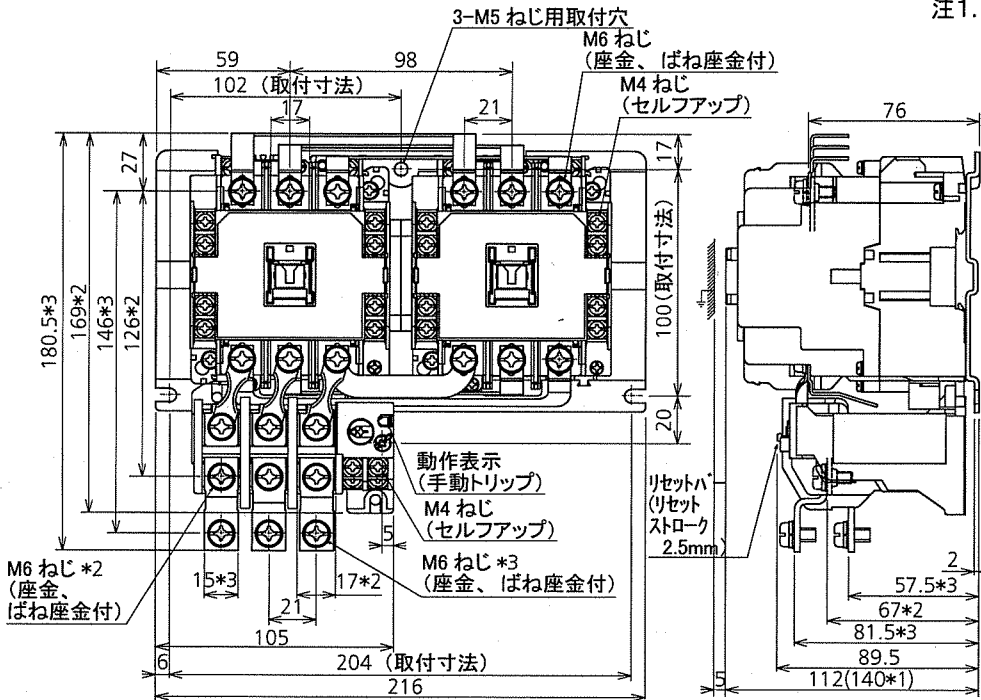 注1.
3-M5 ねじ用取付穴
M6 ねじ
(座金、ばね座金付)
M4 ねじ
(セルフアップ)
59
98
102 (取付寸法)
17
21
76
27
17
100(取付寸法)
180.5*3
169*2
146*3
126*2
20
動作表示
(手動トリップ)
M4 ねじ
(セルフアップ)
リセットバ
(リセット
ストローク
2.5mm)
5
M6 ねじ*2
(座金、
ばね座金付)
15*3
17*2
M6 ねじ*3
(座金、ばね座金付)
21
105
6
204 (取付寸法)
216
2
57.5*3
67*2
81.5*3
89.5
5
112(140*1)